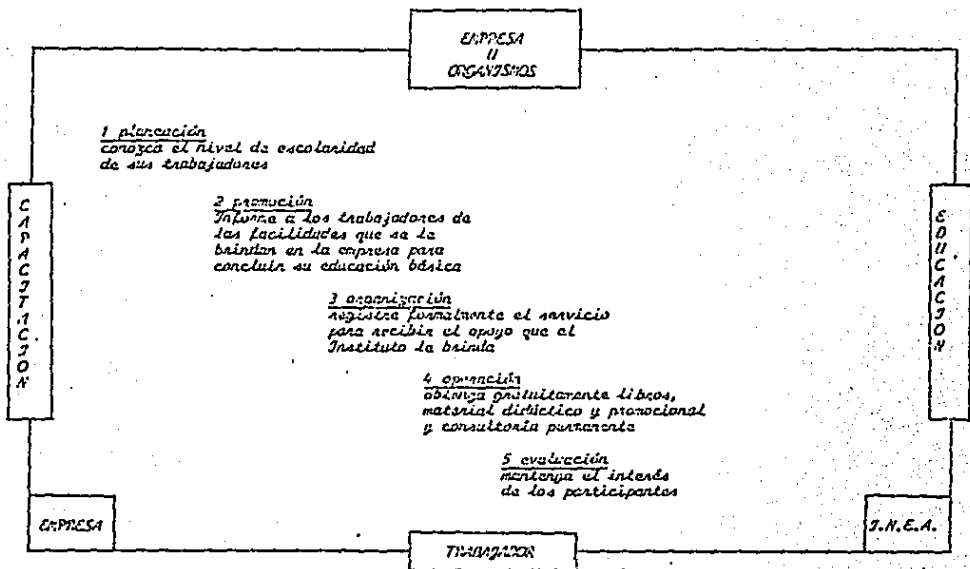 EMPRESA
U
ORGANISMOS
1 planeación
conozca el nivel de escolaridad
de sus trabajadores
2 promoción
Informa a los trabajadores de
las facilidades que se le
brindan en la empresa para
concluir su educación básica
3 organización
registre formalmente el servicio
para recibir el apoyo que el
Instituto le brinda
4 operación
obtenga gratuitamente libros,
material didáctico y promocional
y consultoría permanente
5 evaluación
mantenga el interés
de los participantes
CAPACITACION
EDUCACION
EMPRESA
I.N.E.A.
TRABAJADOR